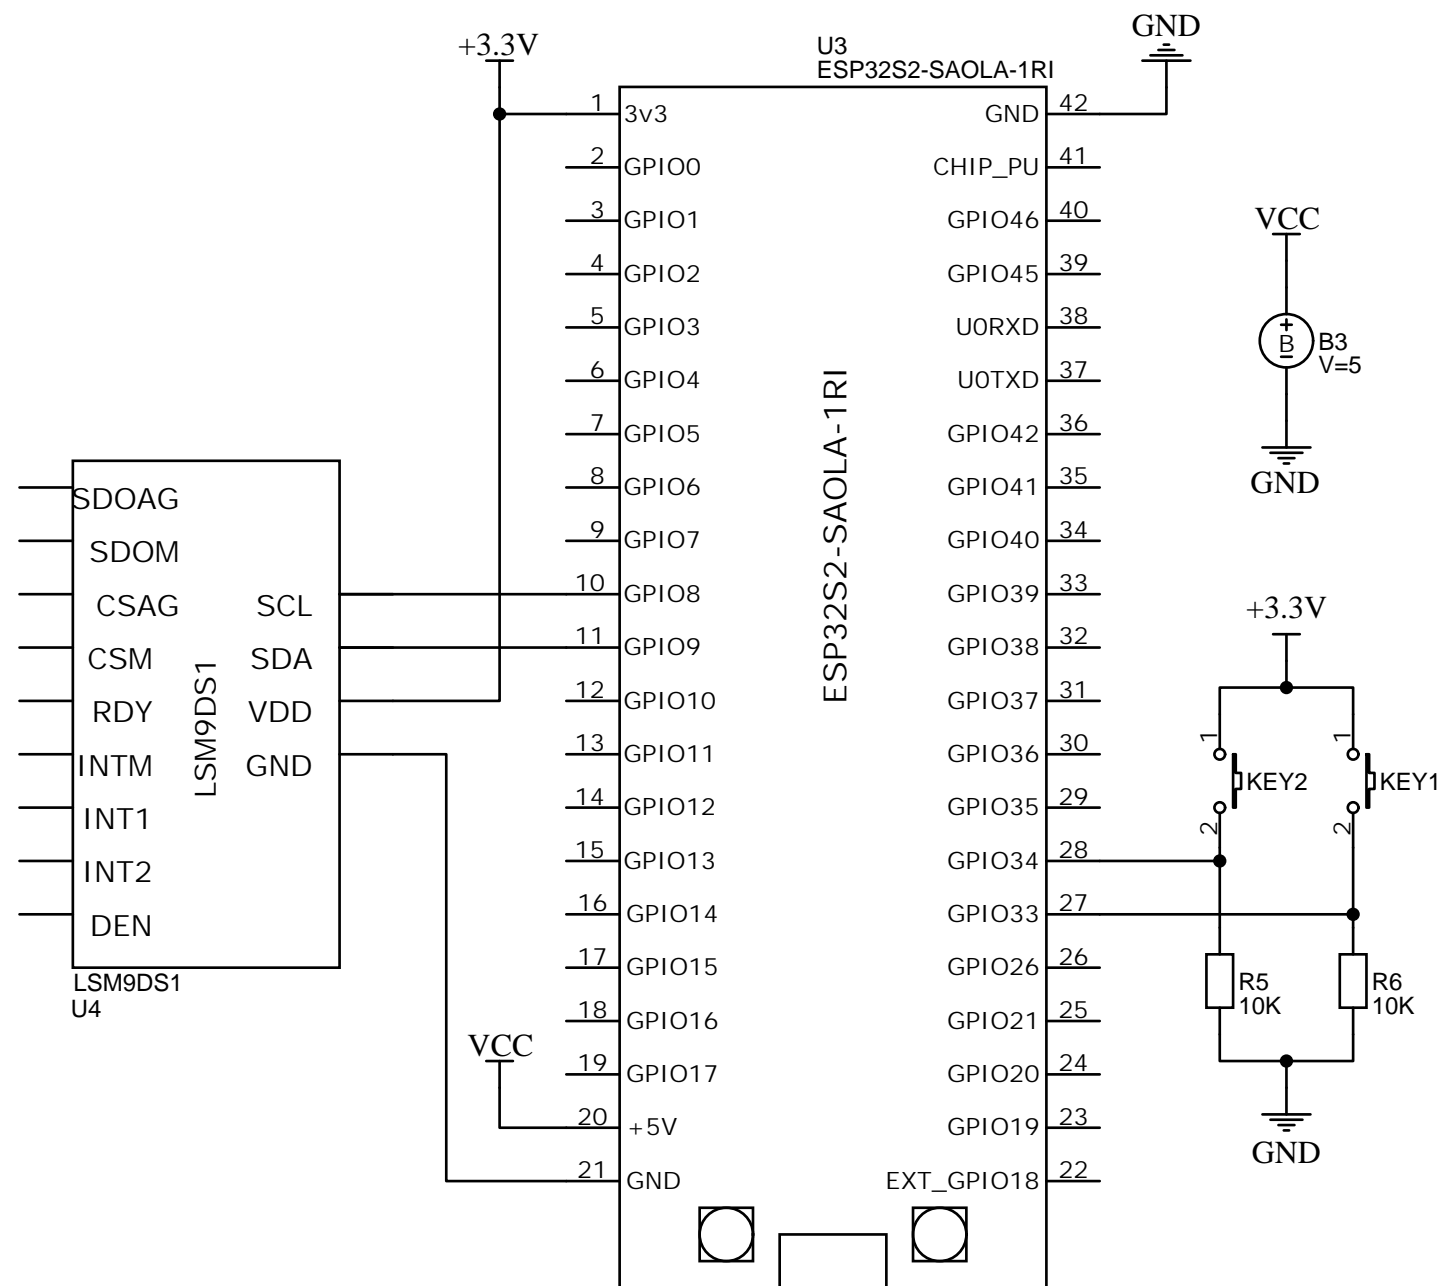 +3.3V
U3
ESP32S2-SAOLA-1RI
GND
1 3v3
GND 42
2 GPIO0
CHIP_PU 41
3 GPIO1
GPIO46 40
4 GPIO2
GPIO45 39
5 GPIO3
U0RXD 38
6 GPIO4
U0TXD 37
7 GPIO5
GPIO42 36
8 GPIO6
GPIO41 35
9 GPIO7
GPIO40 34
10 GPIO8
GPIO39 33
11 GPIO9
GPIO38 32
12 GPIO10
GPIO37 31
13 GPIO11
GPIO36 30
14 GPIO12
GPIO35 29
15 GPIO13
GPIO34 28
16 GPIO14
GPIO33 27
17 GPIO15
GPIO26 26
18 GPIO16
GPIO21 25
19 GPIO17
GPIO20 24
20 +5V
GPIO19 23
21 GND
EXT_GPIO18 22
ESP32S2-SAOLA-1RI
VCC
SDOAG
SDOM
CSAG
CSM
RDY
INTM
INT1
INT2
DEN
SCL
SDA
VDD
GND
LSM9DS1
LSM9DS1
U4
VCC
+
B
B3
V=5
GND
+3.3V
1
KEY2
2
1
KEY1
2
R5
10K
R6
10K
GND